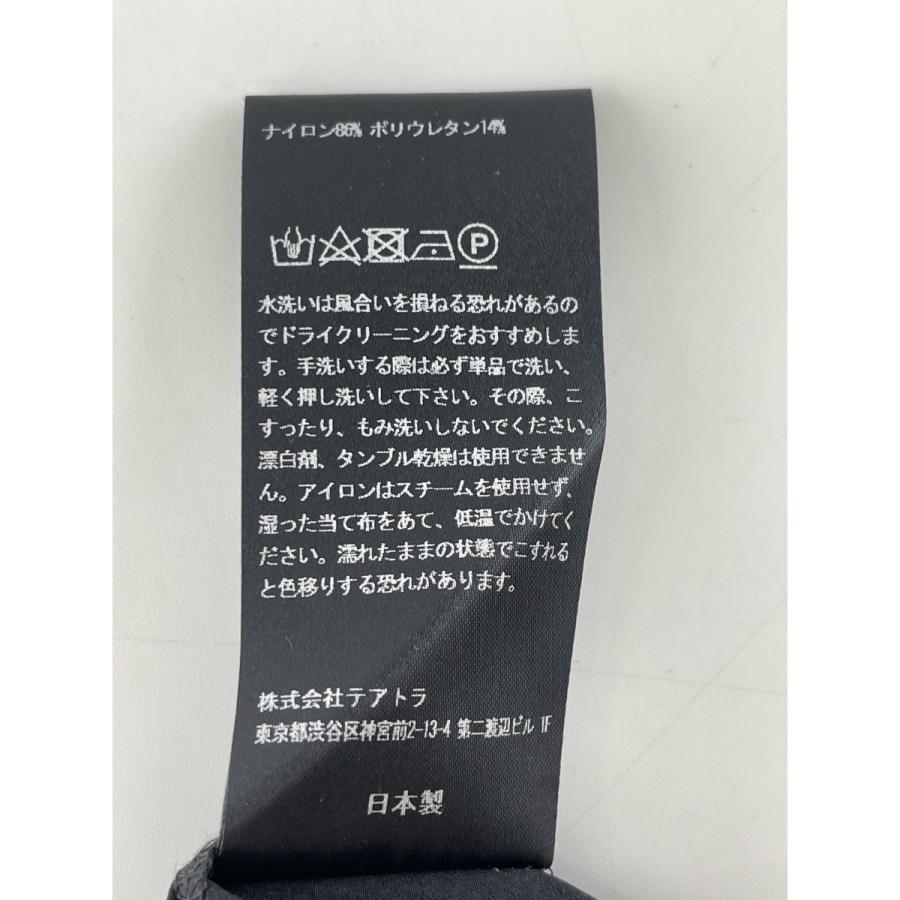 ナイロン86% ポリウレタン14%
P
水洗いは風合いを損ねる恐れがあるの
でドライクリーニングをおすすめしま
す。手洗いする際は必ず単品で洗い、
軽く押し洗いして下さい。その際、こ
すったり、もみ洗いしないでください。
漂白剤、タンブル乾燥は使用できませ
ん。アイロンはスチームを使用せず、
湿った当て布をあて、低温でかけてく
ださい。濡れたままの状態でこすれる
と色移りする恐れがあります。
株式会社テアトラ
東京都渋谷区神宮前2-13-4 第二渡辺ビル 1F
日本製